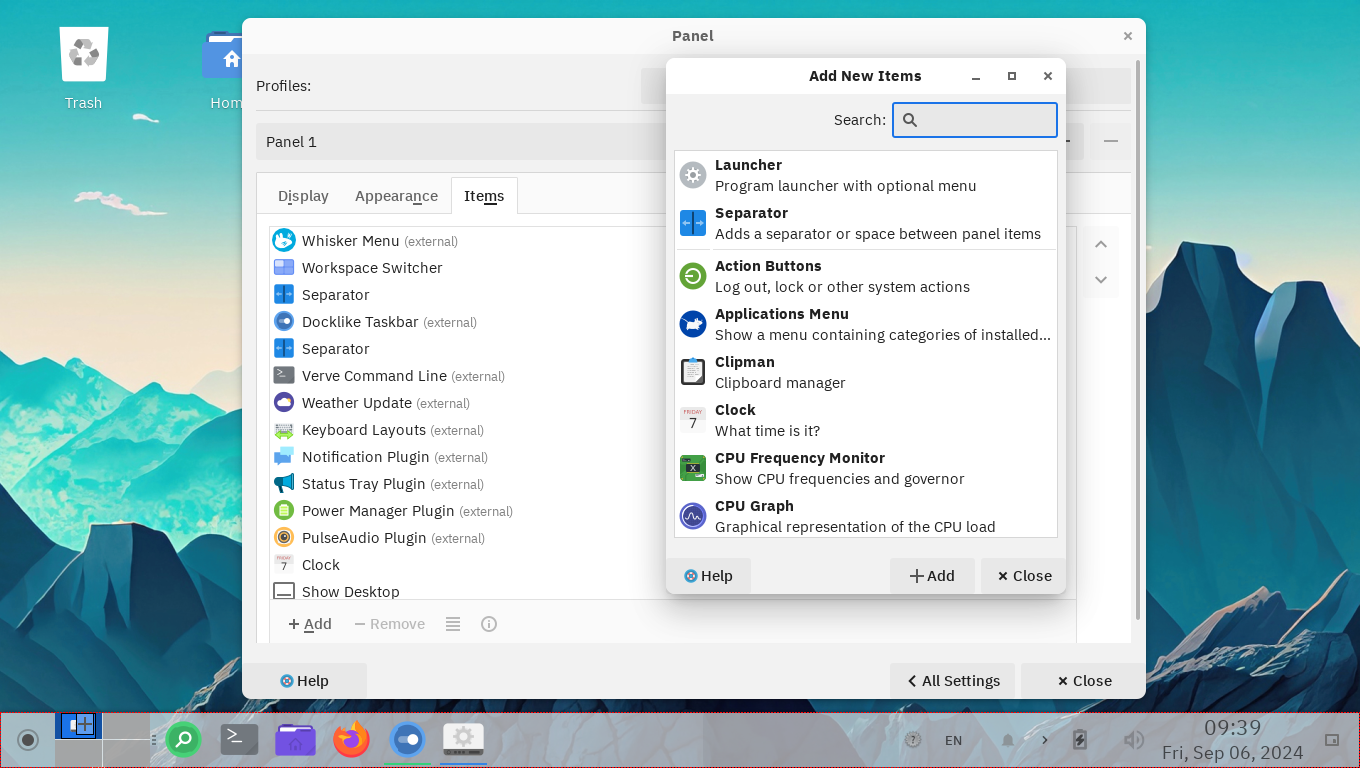 Trash
Hom
Panel
Profiles:
Panel 1
Display
Appearance
Items
Whisker Menu (external)
Workspace Switcher
Separator
Docklike Taskbar (external)
Separator
Verve Command Line (external)
Weather Update (external)
Keyboard Layouts (external)
Notification Plugin (external)
Status Tray Plugin (external)
Power Manager Plugin (external)
PulseAudio Plugin (external)
Clock
Show Desktop
Add
Remove
Help
All Settings
Close
Add New Items
Search:
Launcher
Program launcher with optional menu
Separator
Adds a separator or space between panel items
Action Buttons
Log out, lock or other system actions
Applications Menu
Show a menu containing categories of installed...
Clipman
Clipboard manager
FRIDAY
7
Clock
What time is it?
CPU Frequency Monitor
Show CPU frequencies and governor
CPU Graph
Graphical representation of the CPU load
Help
Add
Close
EN
09:39
Fri, Sep 06, 2024